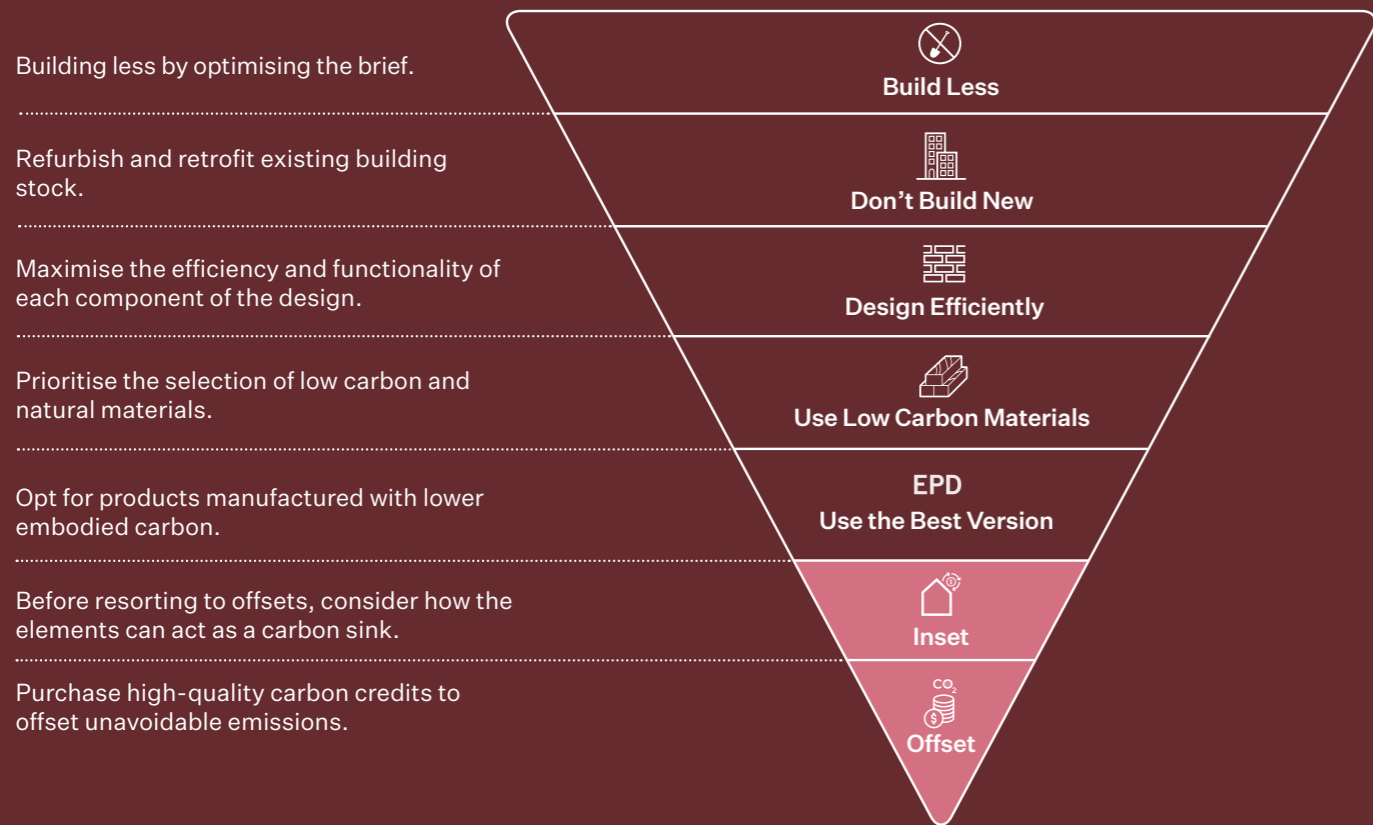 Building less by optimising the brief.
Build Less
Refurbish and retrofit existing building
stock.
Don’t Build New
Maximise the efficiency and functionality of
each component of the design.
Design Efficiently
Prioritise the selection of low carbon and
natural materials.
Use Low Carbon Materials
Opt for products manufactured with lower
embodied carbon.
EPD
Use the Best Version
Before resorting to offsets, consider how the
elements can act as a carbon sink.
$
Inset
Purchase high-quality carbon credits to
offset unavoidable emissions.
CO₂
$
Offset